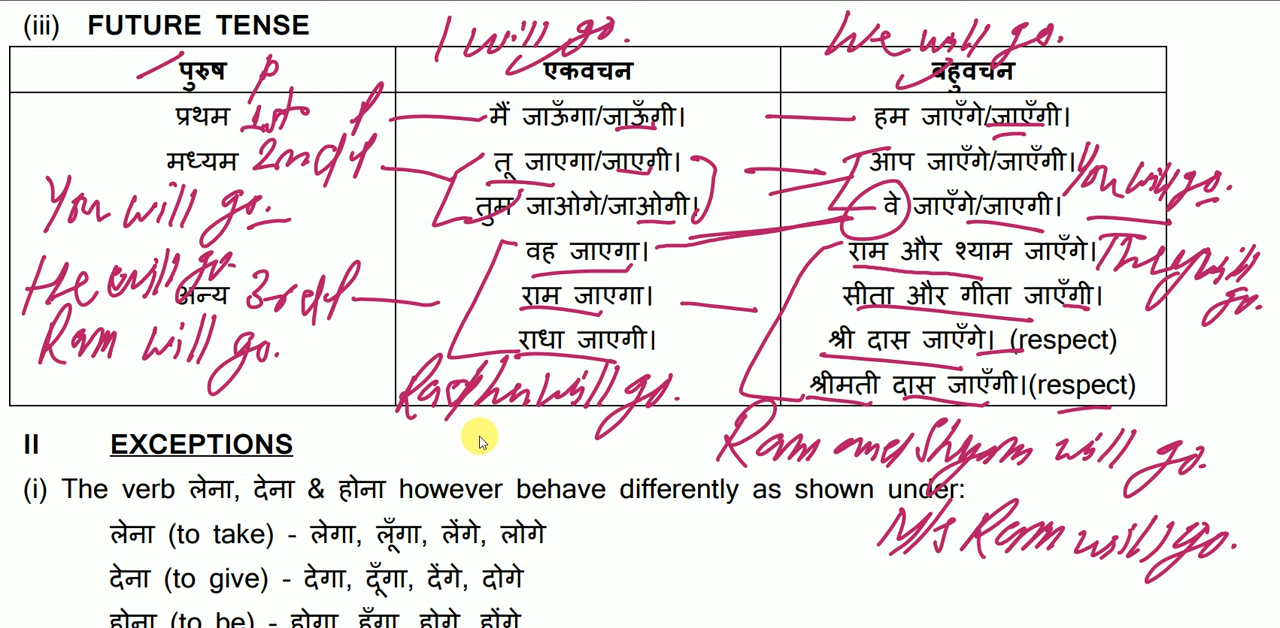 (iii) FUTURE TENSE
I will go.
We will go.
पुरुष p एकवचन बहुवचन
प्रथम 1st P मैं जाऊँगा/जाऊँगी। हम जाएँगे/जाएँगी।
मध्यम 2nd P तू जाएगा/जाएगी। आप जाएँगे/जाएँगी।
You will go. तुम जाओगे/जाओगी। वे जाएँगे/जाएगी। You will go.
He will go. वह जाएगा। राम और श्याम जाएँगे। They will go.
अन्य 3rd P राम जाएगा। सीता और गीता जाएँगी।
Ram will go. राधा जाएगी। श्री दास जाएँगे। (respect)
Radha will go. श्रीमती दास जाएँगी।(respect)
Ram and Shyam will go.
II EXCEPTIONS
(i) The verb लेना, देना & होना however behave differently as shown under:
M/s Ram will go.
लेना (to take) - लेगा, लूँगा, लेंगे, लोगे
देना (to give) - देगा, दूँगा, देंगे, दोगे
होना (to be) - होगा, हूँगा, होगे, होंगे